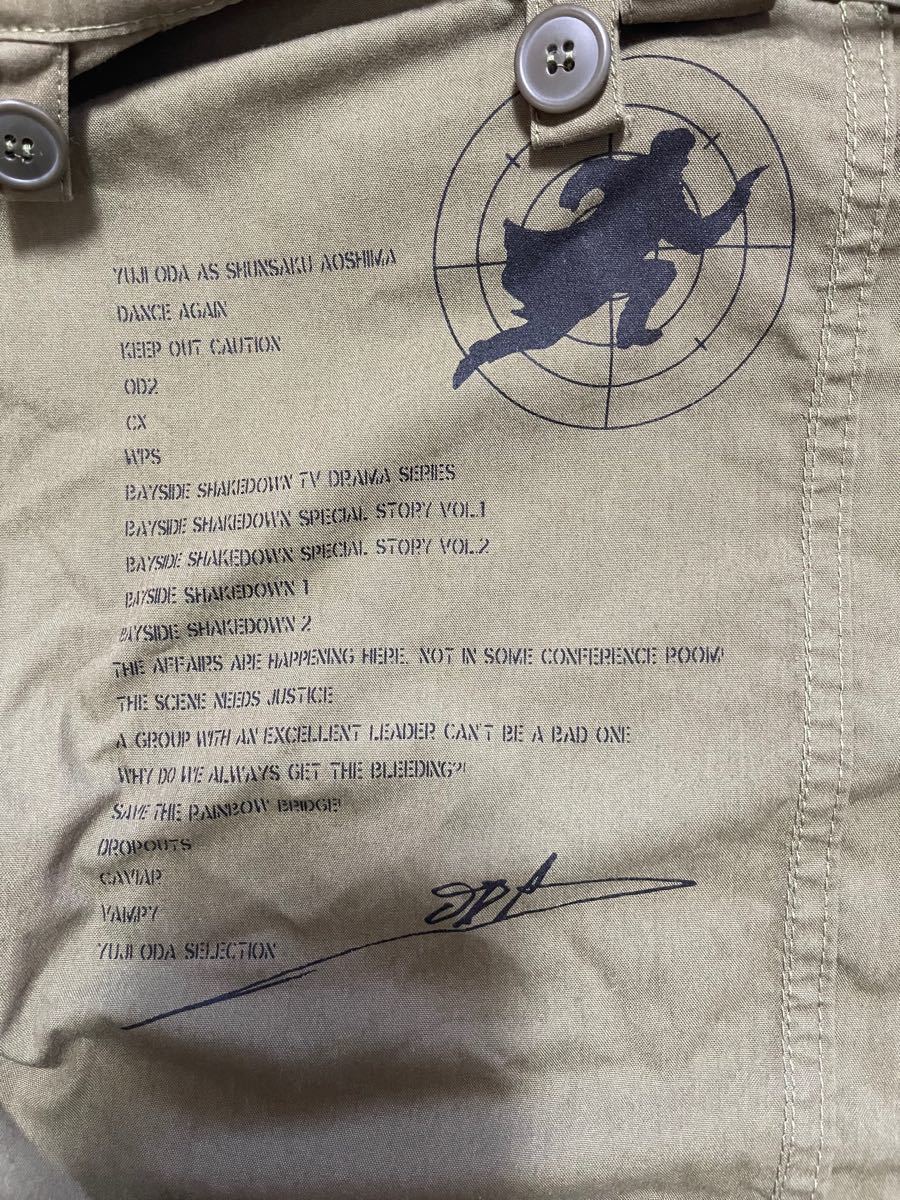 YUJI ODA AS SHUNSAKU AOSHIMA
DANCE AGAIN
KEEP OUT CAUTION
OD2
CX
WPS
BAYSIDE SHAKEDOWN TV DRAMA SERIES
BAYSIDE SHAKEDOWN SPECIAL STORY VOL.1
BAYSIDE SHAKEDOWN SPECIAL STORY VOL.2
BAYSIDE SHAKEDOWN 1
BAYSIDE SHAKEDOWN 2
THE AFFAIRS ARE HAPPENING HERE, NOT IN SOME CONFERENCE ROOM!
THE SCENE NEEDS JUSTICE
A GROUP WITH AN EXCELLENT LEADER CAN'T BE A BAD ONE
WHY DO WE ALWAYS GET THE BLEEDING?!
SAVE THE RAINBOW BRIDGE!
DROPOUTS
CAVIAR
VAMPY
YUJI ODA SELECTION